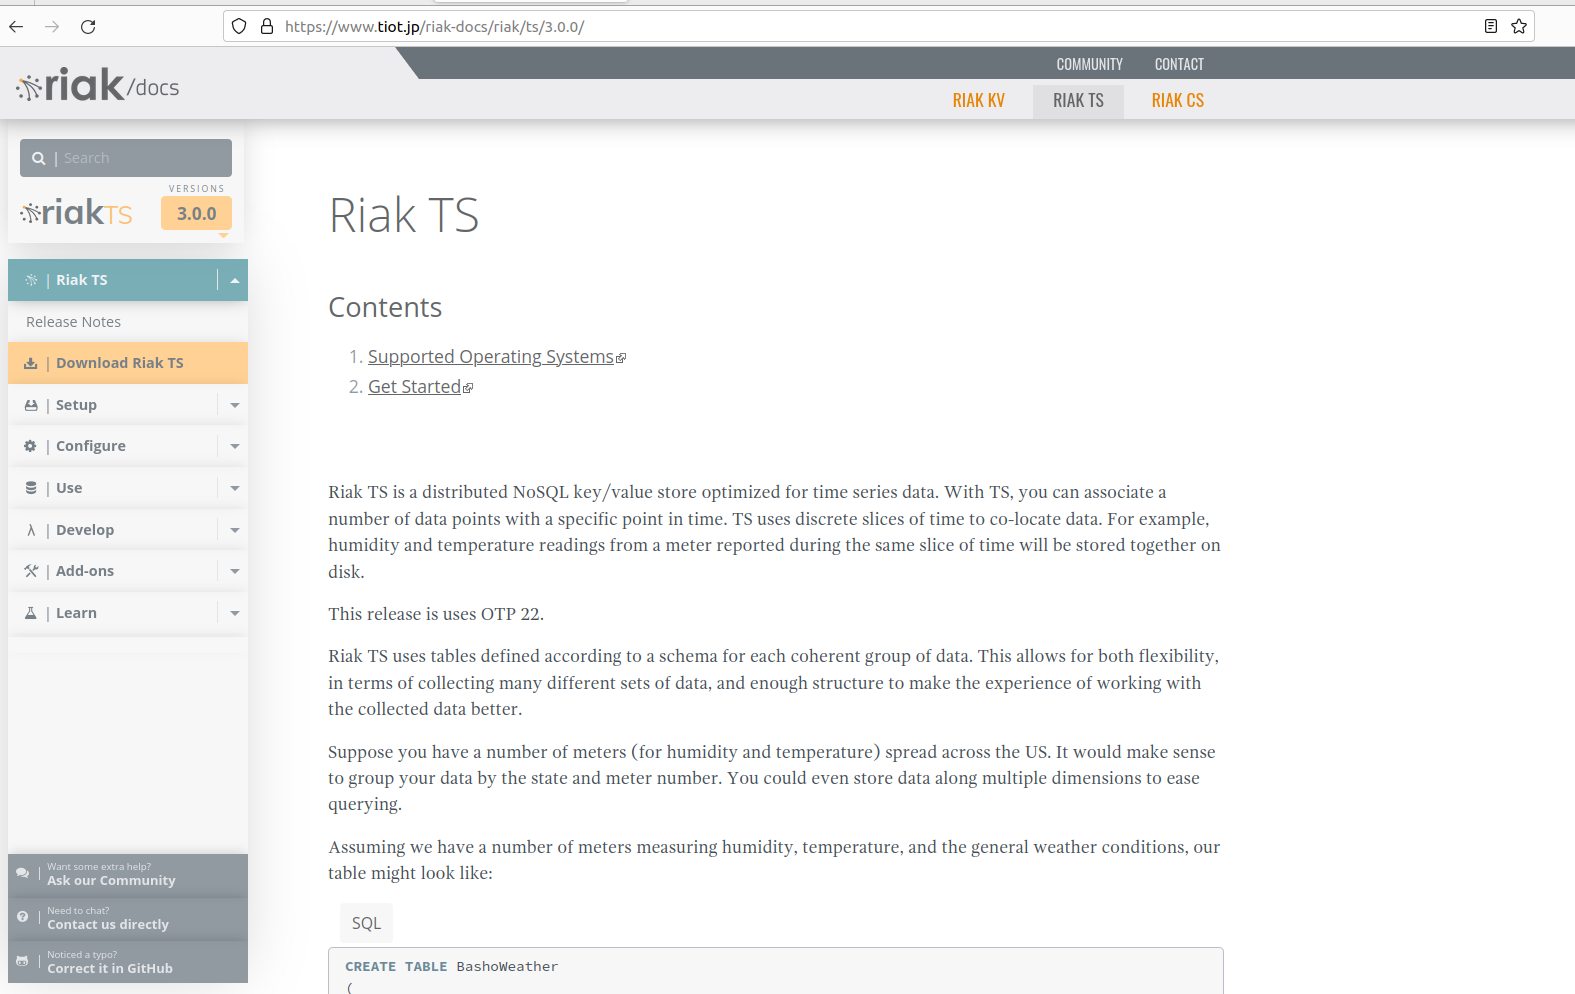 https://www.tiot.jp/riak-docs/riak/ts/3.0.0/
riak/docs
COMMUNITY CONTACT
RIAK KV RIAK TS RIAK CS
| Search
VERSIONS
riakTS 3.0.0
| Riak TS
Release Notes
| Download Riak TS
| Setup
| Configure
| Use
λ | Develop
| Add-ons
| Learn
Want some extra help?
Ask our Community
Need to chat?
Contact us directly
Noticed a typo?
Correct it in GitHub
Riak TS
Contents
1. Supported Operating Systems
2. Get Started
Riak TS is a distributed NoSQL key/value store optimized for time series data. With TS, you can associate a
number of data points with a specific point in time. TS uses discrete slices of time to co-locate data. For example,
humidity and temperature readings from a meter reported during the same slice of time will be stored together on
disk.
This release is uses OTP 22.
Riak TS uses tables defined according to a schema for each coherent group of data. This allows for both flexibility,
in terms of collecting many different sets of data, and enough structure to make the experience of working with
the collected data better.
Suppose you have a number of meters (for humidity and temperature) spread across the US. It would make sense
to group your data by the state and meter number. You could even store data along multiple dimensions to ease
querying.
Assuming we have a number of meters measuring humidity, temperature, and the general weather conditions, our
table might look like:
SQL
CREATE TABLE BashoWeather
(